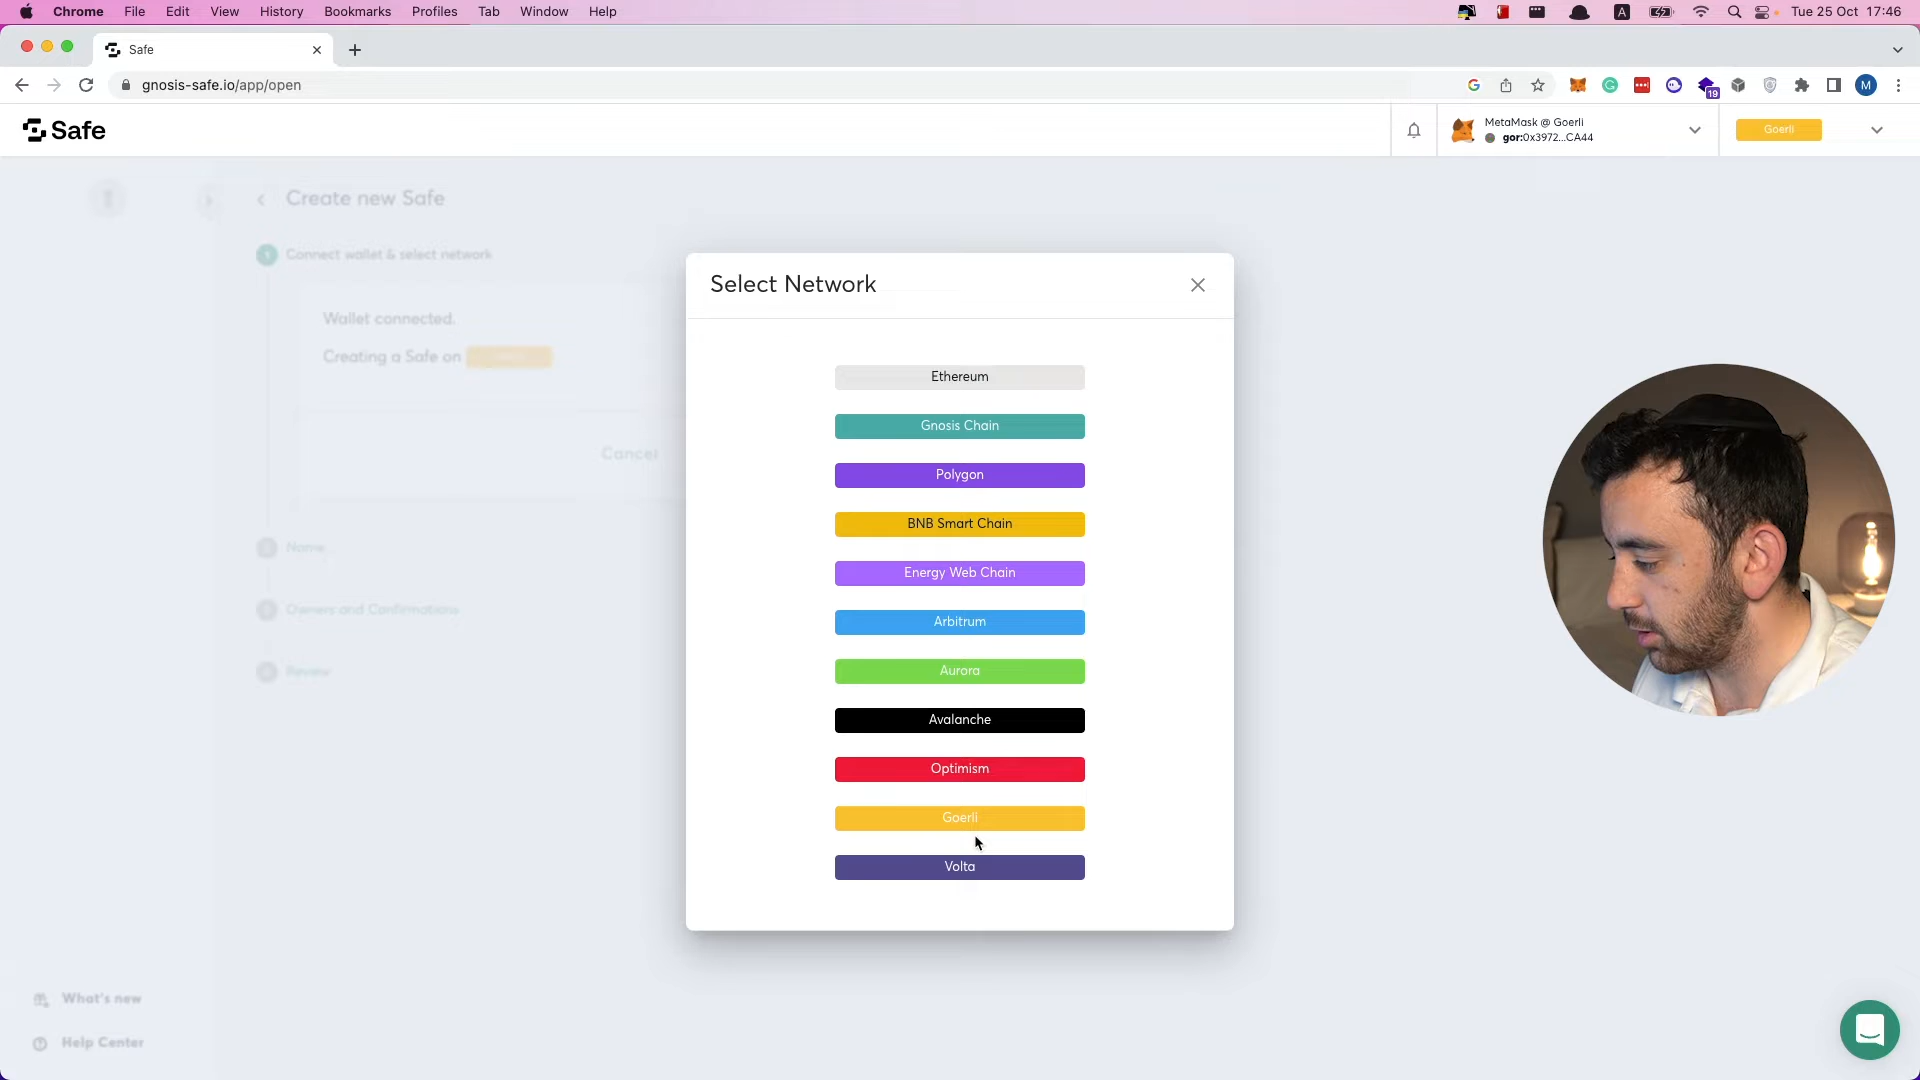 Chrome File Edit View History Bookmarks Profiles Tab Window Help
A Tue 25 Oct 17:46
Safe
gnosis-safe.io/app/open
19
M
Safe
MetaMask @ Goerli
gor:0x3972...CA44
Goerli
Create new Safe
1 Connect wallet & select network
Wallet connected.
Creating a Safe on
Cancel
Name
Owners and Confirmations
Review
Select Network
Ethereum
Gnosis Chain
Polygon
BNB Smart Chain
Energy Web Chain
Arbitrum
Aurora
Avalanche
Optimism
Goerli
Volta
What's new
Help Center